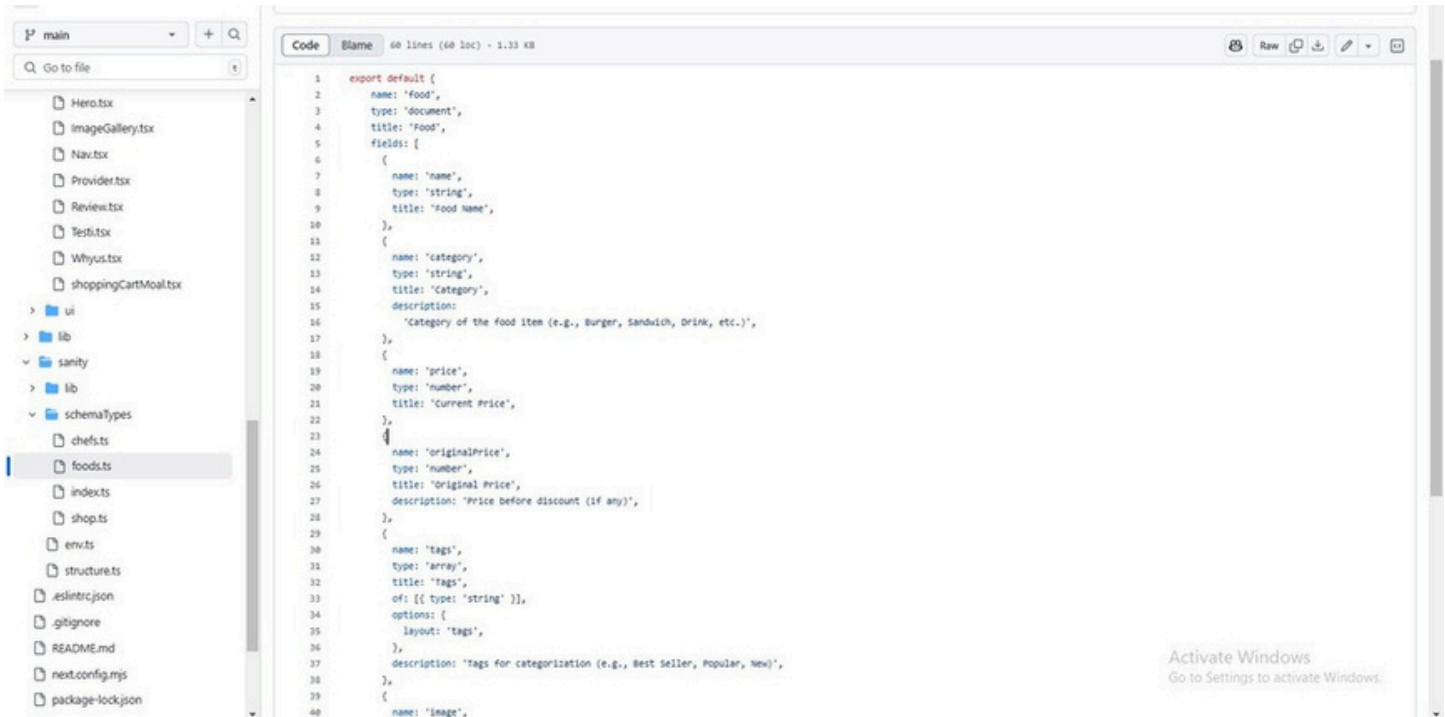 main
Go to file
t
Hero.tsx
ImageGallery.tsx
Nav.tsx
Provider.tsx
Review.tsx
Testi.tsx
Whyus.tsx
shoppingCartMoal.tsx
ui
lib
sanity
lib
schemaTypes
chefs.ts
foods.ts
index.ts
shop.ts
env.ts
structure.ts
.eslintrc.json
.gitignore
README.md
next.config.mjs
package-lock.json
Code Blame 60 lines (60 loc) · 1.33 KB Raw
1 export default {
2 name: 'food',
3 type: 'document',
4 title: 'Food',
5 fields: [
6 {
7 name: 'name',
8 type: 'string',
9 title: 'Food Name',
10 },
11 {
12 name: 'category',
13 type: 'string',
14 title: 'Category',
15 description:
16 'Category of the food item (e.g., Burger, Sandwich, Drink, etc.)',
17 },
18 {
19 name: 'price',
20 type: 'number',
21 title: 'Current Price',
22 },
23 {
24 name: 'originalPrice',
25 type: 'number',
26 title: 'Original Price',
27 description: 'Price before discount (if any)',
28 },
29 {
30 name: 'tags',
31 type: 'array',
32 title: 'Tags',
33 of: [{ type: 'string' }],
34 options: {
35 layout: 'tags',
36 },
37 description: 'Tags for categorization (e.g., Best Seller, Popular, New)',
38 },
39 {
40 name: 'image',
Activate Windows
Go to Settings to activate Windows.